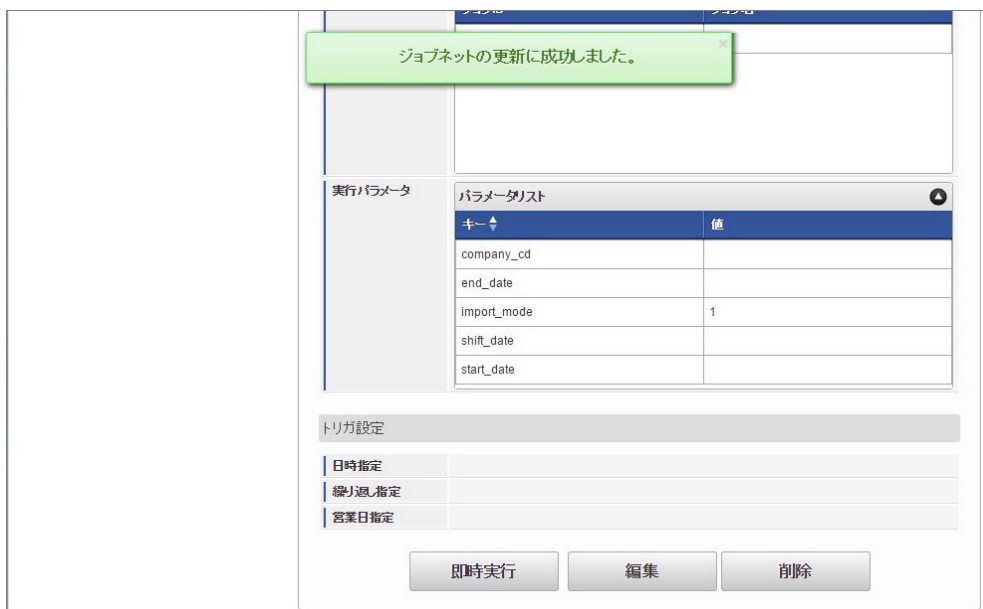 ジョブネットの更新に成功しました。
×
実行パラメータ
パラメータリスト
キー 値
company_cd
end_date
import_mode 1
shift_date
start_date
トリガ設定
日時指定
繰り返し指定
営業日指定
即時実行 編集 削除